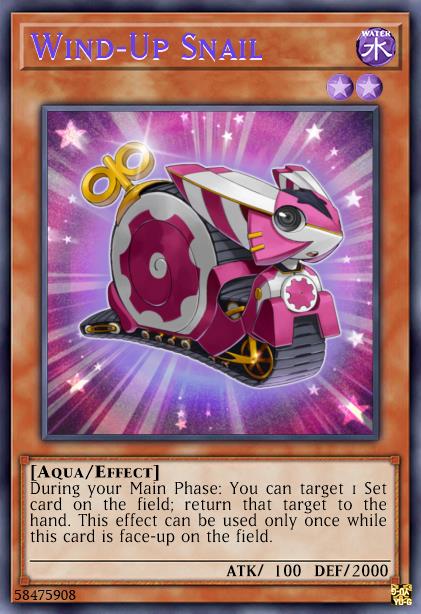 WIND-UP SNAIL
WATER
水
[AQUA/EFFECT]
During your Main Phase: You can target 1 Set
card on the field; return that target to the
hand. This effect can be used only once while
this card is face-up on the field.
ATK/ 100 DEF/2000
58475908